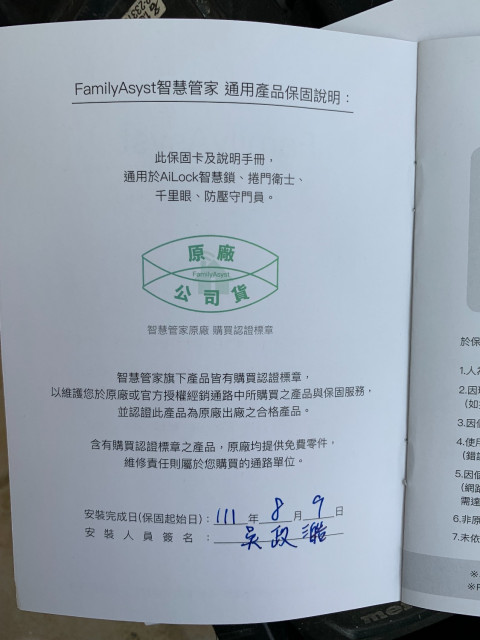 FamilyAsyst智慧管家 通用產品保固說明：
此保固卡及說明手冊，
通用於AiLock智慧鎖、捲門衛士、
千里眼、防壓守門員。
原廠
FamilyAsyst
公司貨
智慧管家原廠 購買認證標章
智慧管家旗下產品皆有購買認證標章，
以維護您於原廠或官方授權經銷通路中所購買之產品與保固服務，
並認證此產品為原廠出廠之合格產品。
含有購買認證標章之產品，原廠均提供免費零件，
維修責任則屬於您購買的通路單位。
安裝完成日(保固起始日)：111年8月9日
安裝人員簽名：吳政
於保
1.人
2.因
3.因
4.使
5.因
需
6.非原
7.未依